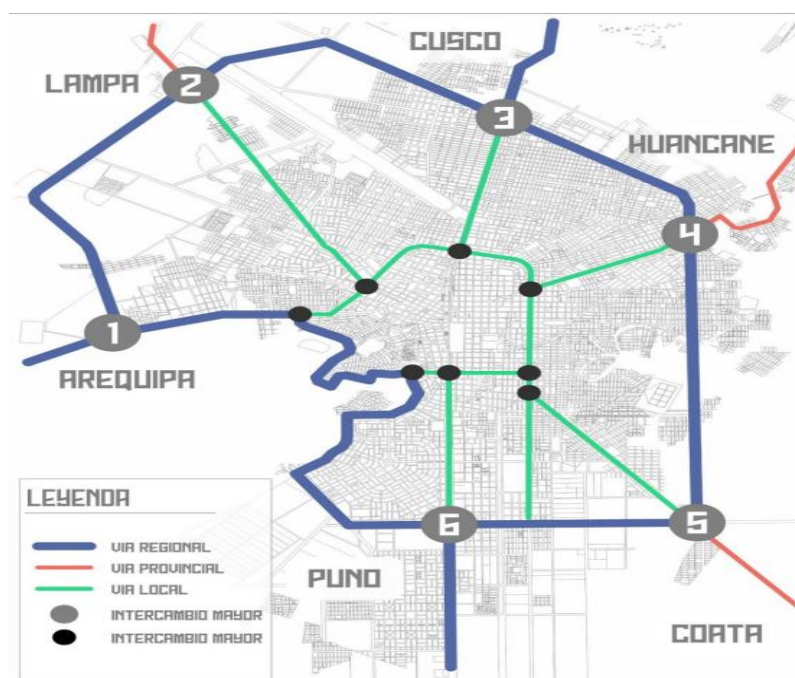 CUSCO
LAMPA
2
3
HUANCANE
4
1
AREQUIPA
LEYENDA
VIA REGIONAL
VIA PROVINCIAL
VIA LOCAL
INTERCAMBIO MAYOR
INTERCAMBIO MAYOR
6
5
PUNO
COATA